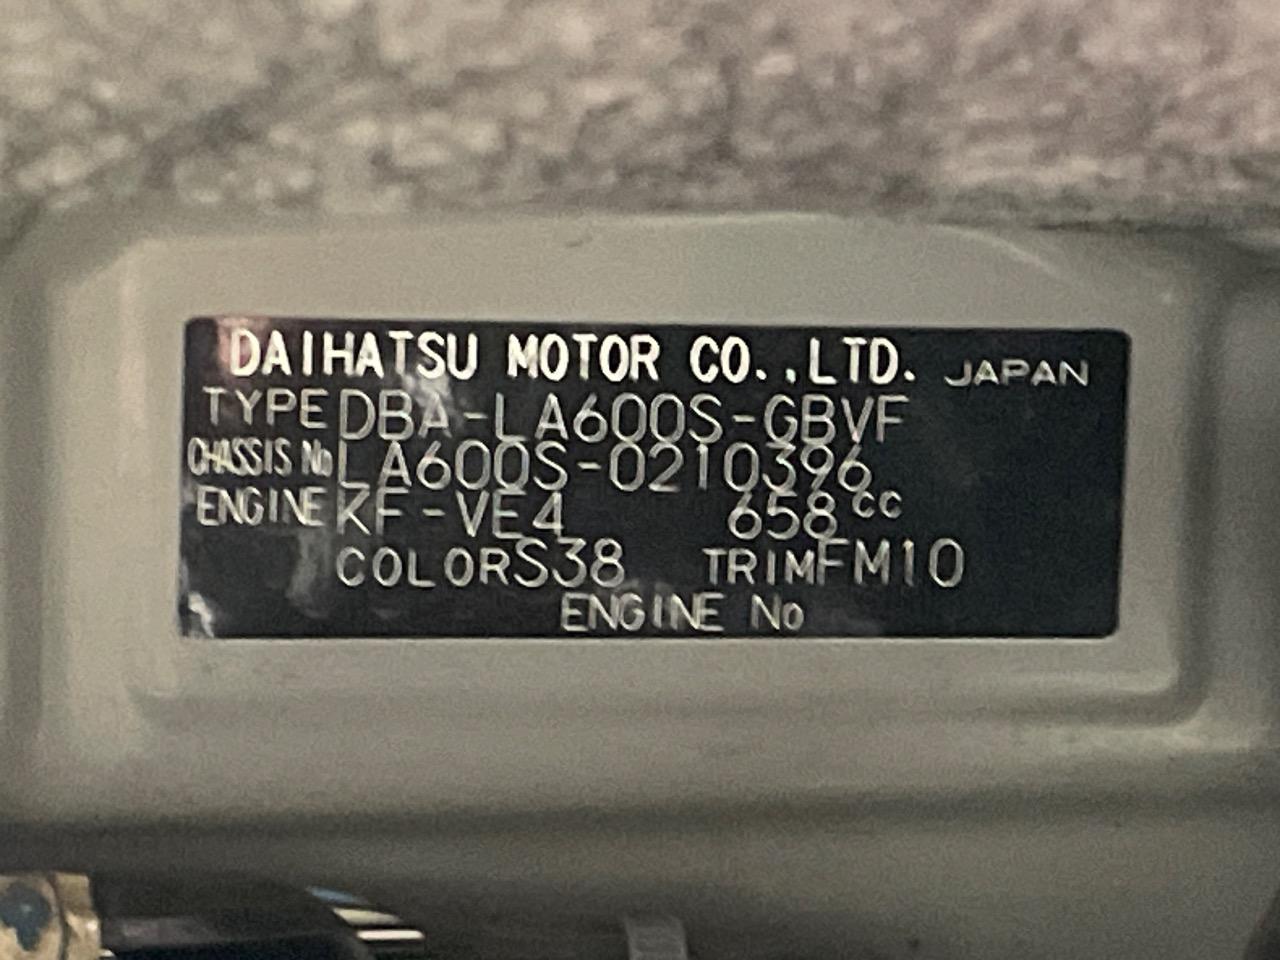 DAIHATSU MOTOR CO.,LTD. JAPAN
TYPE DBA-LA600S-GBVF
CHASSIS No LA600S-0210396
ENGINE KF-VE4 658cc
COLOR S38 TRIM FM10
ENGINE No